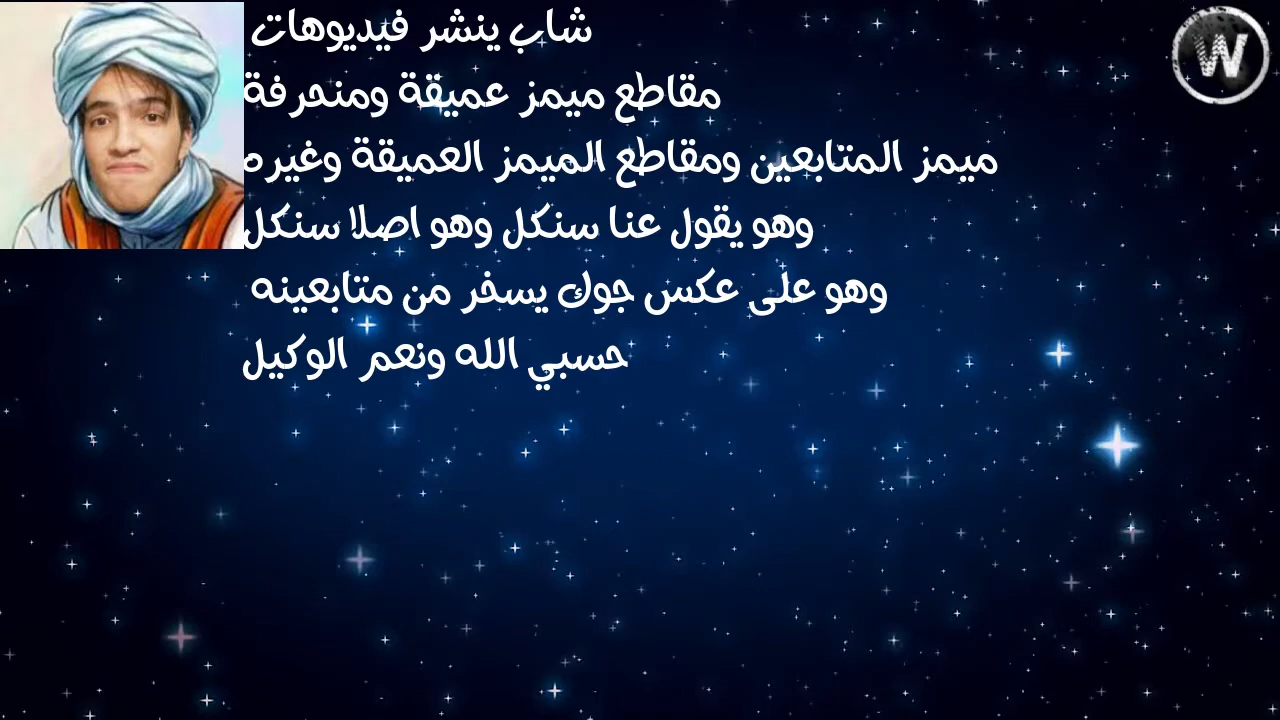 شاب ينشر فيديوهات
مقاطع ميمز عميقة ومنحرفة
ميمز المتابعين ومقاطع الميمز العميقة وغيره
وهو يقول عنا سنكل وهو اصلا سنكل
وهو على عكس جوك يسخر من متابعينه
حسبي الله ونعم الوكيل
W